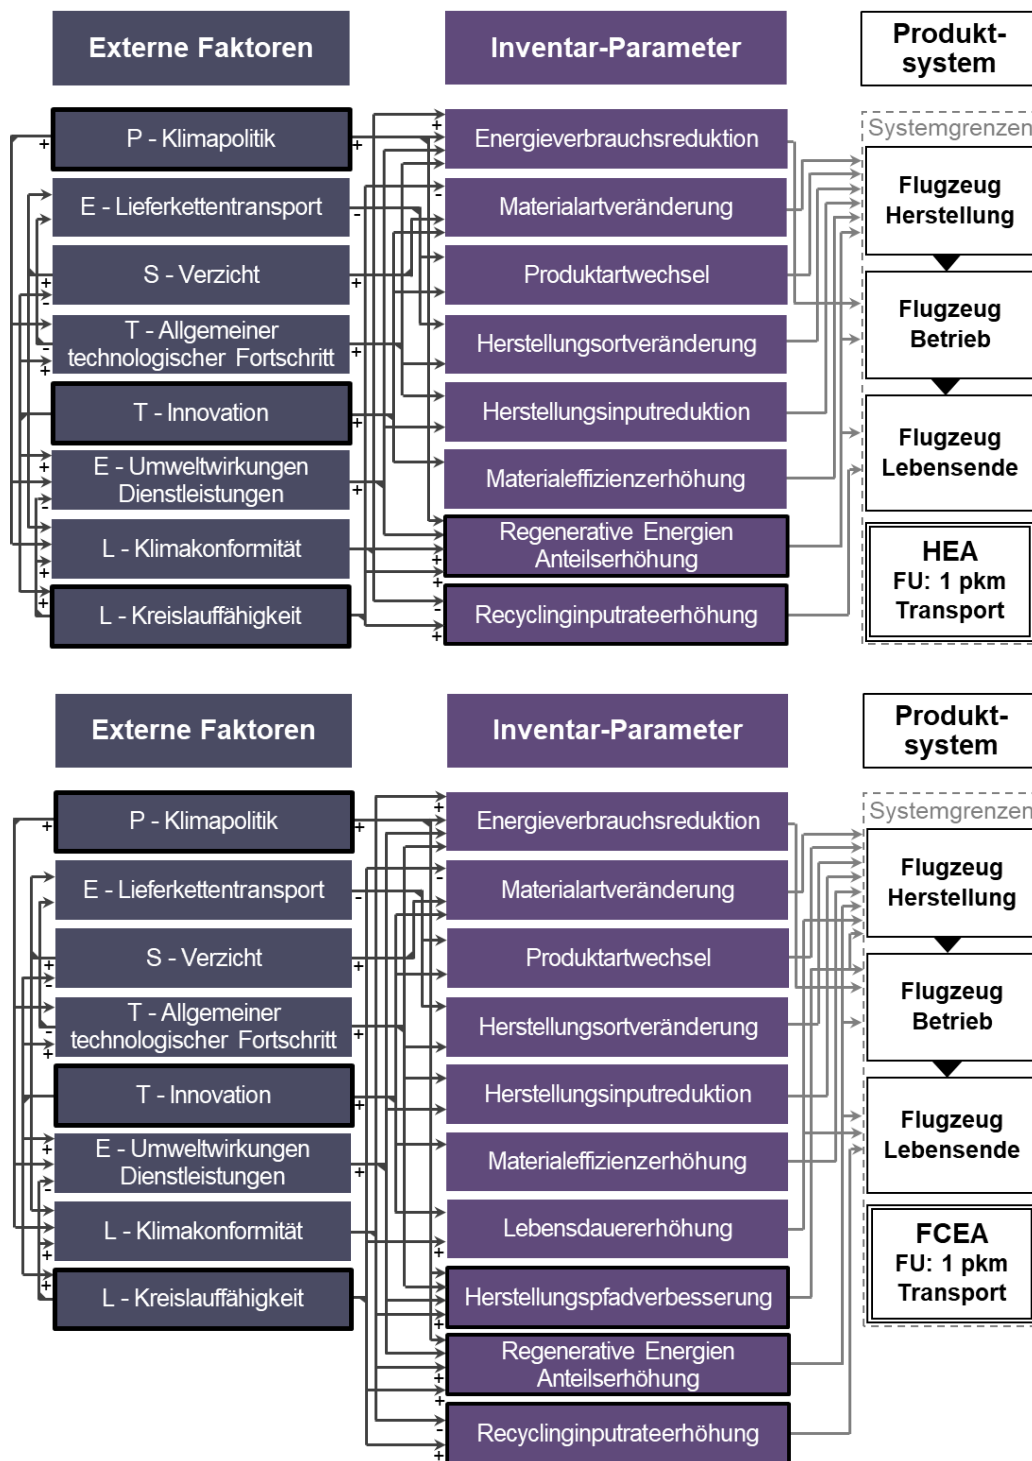 Externe Faktoren
Inventar-Parameter
Produkt-
system
Systemgrenzen
P - Klimapolitik
E - Lieferkettentransport
S - Verzicht
T - Allgemeiner
technologischer Fortschritt
T - Innovation
E - Umweltwirkungen
Dienstleistungen
L - Klimakonformität
L - Kreislauffähigkeit
Energieverbrauchsreduktion
Materialartveränderung
Produktartwechsel
Herstellungsortveränderung
Herstellungsinputreduktion
Materialeffizienzerhöhung
Regenerative Energien
Anteilserhöhung
Recyclinginputrateerhöhung
Flugzeug
Herstellung
Flugzeug
Betrieb
Flugzeug
Lebensende
HEA
FU: 1 pkm
Transport
Externe Faktoren
Inventar-Parameter
Produkt-
system
Systemgrenzen
P - Klimapolitik
E - Lieferkettentransport
S - Verzicht
T - Allgemeiner
technologischer Fortschritt
T - Innovation
E - Umweltwirkungen
Dienstleistungen
L - Klimakonformität
L - Kreislauffähigkeit
Energieverbrauchsreduktion
Materialartveränderung
Produktartwechsel
Herstellungsortveränderung
Herstellungsinputreduktion
Materialeffizienzerhöhung
Lebensdauererhöhung
Herstellungspfadverbesserung
Regenerative Energien
Anteilserhöhung
Recyclinginputrateerhöhung
Flugzeug
Herstellung
Flugzeug
Betrieb
Flugzeug
Lebensende
FCEA
FU: 1 pkm
Transport